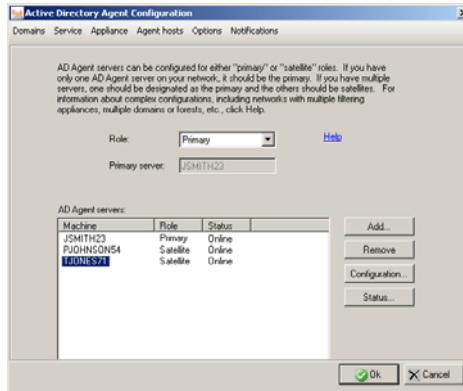 Active Directory Agent Configuration
Domains Service Appliance Agent hosts Options Notifications
AD Agent servers can be configured for either "primary" or "satellite" roles. If you have
only one AD Agent server on your network, it should be the primary. If you have multiple
servers, one should be designated as the primary and the others should be satellites. For
information about complex configurations, including networks with multiple filtering
appliances, multiple domains or forests, etc., click Help.
Role: Primary Help
Primary server: JSMITH23
AD Agent servers:
Machine Role Status
JSMITH23 Primary Online
PJOHNSON54 Satellite Online
TJONES71 Satellite Online
Add...
Remove
Configuration...
Status...
Ok Cancel